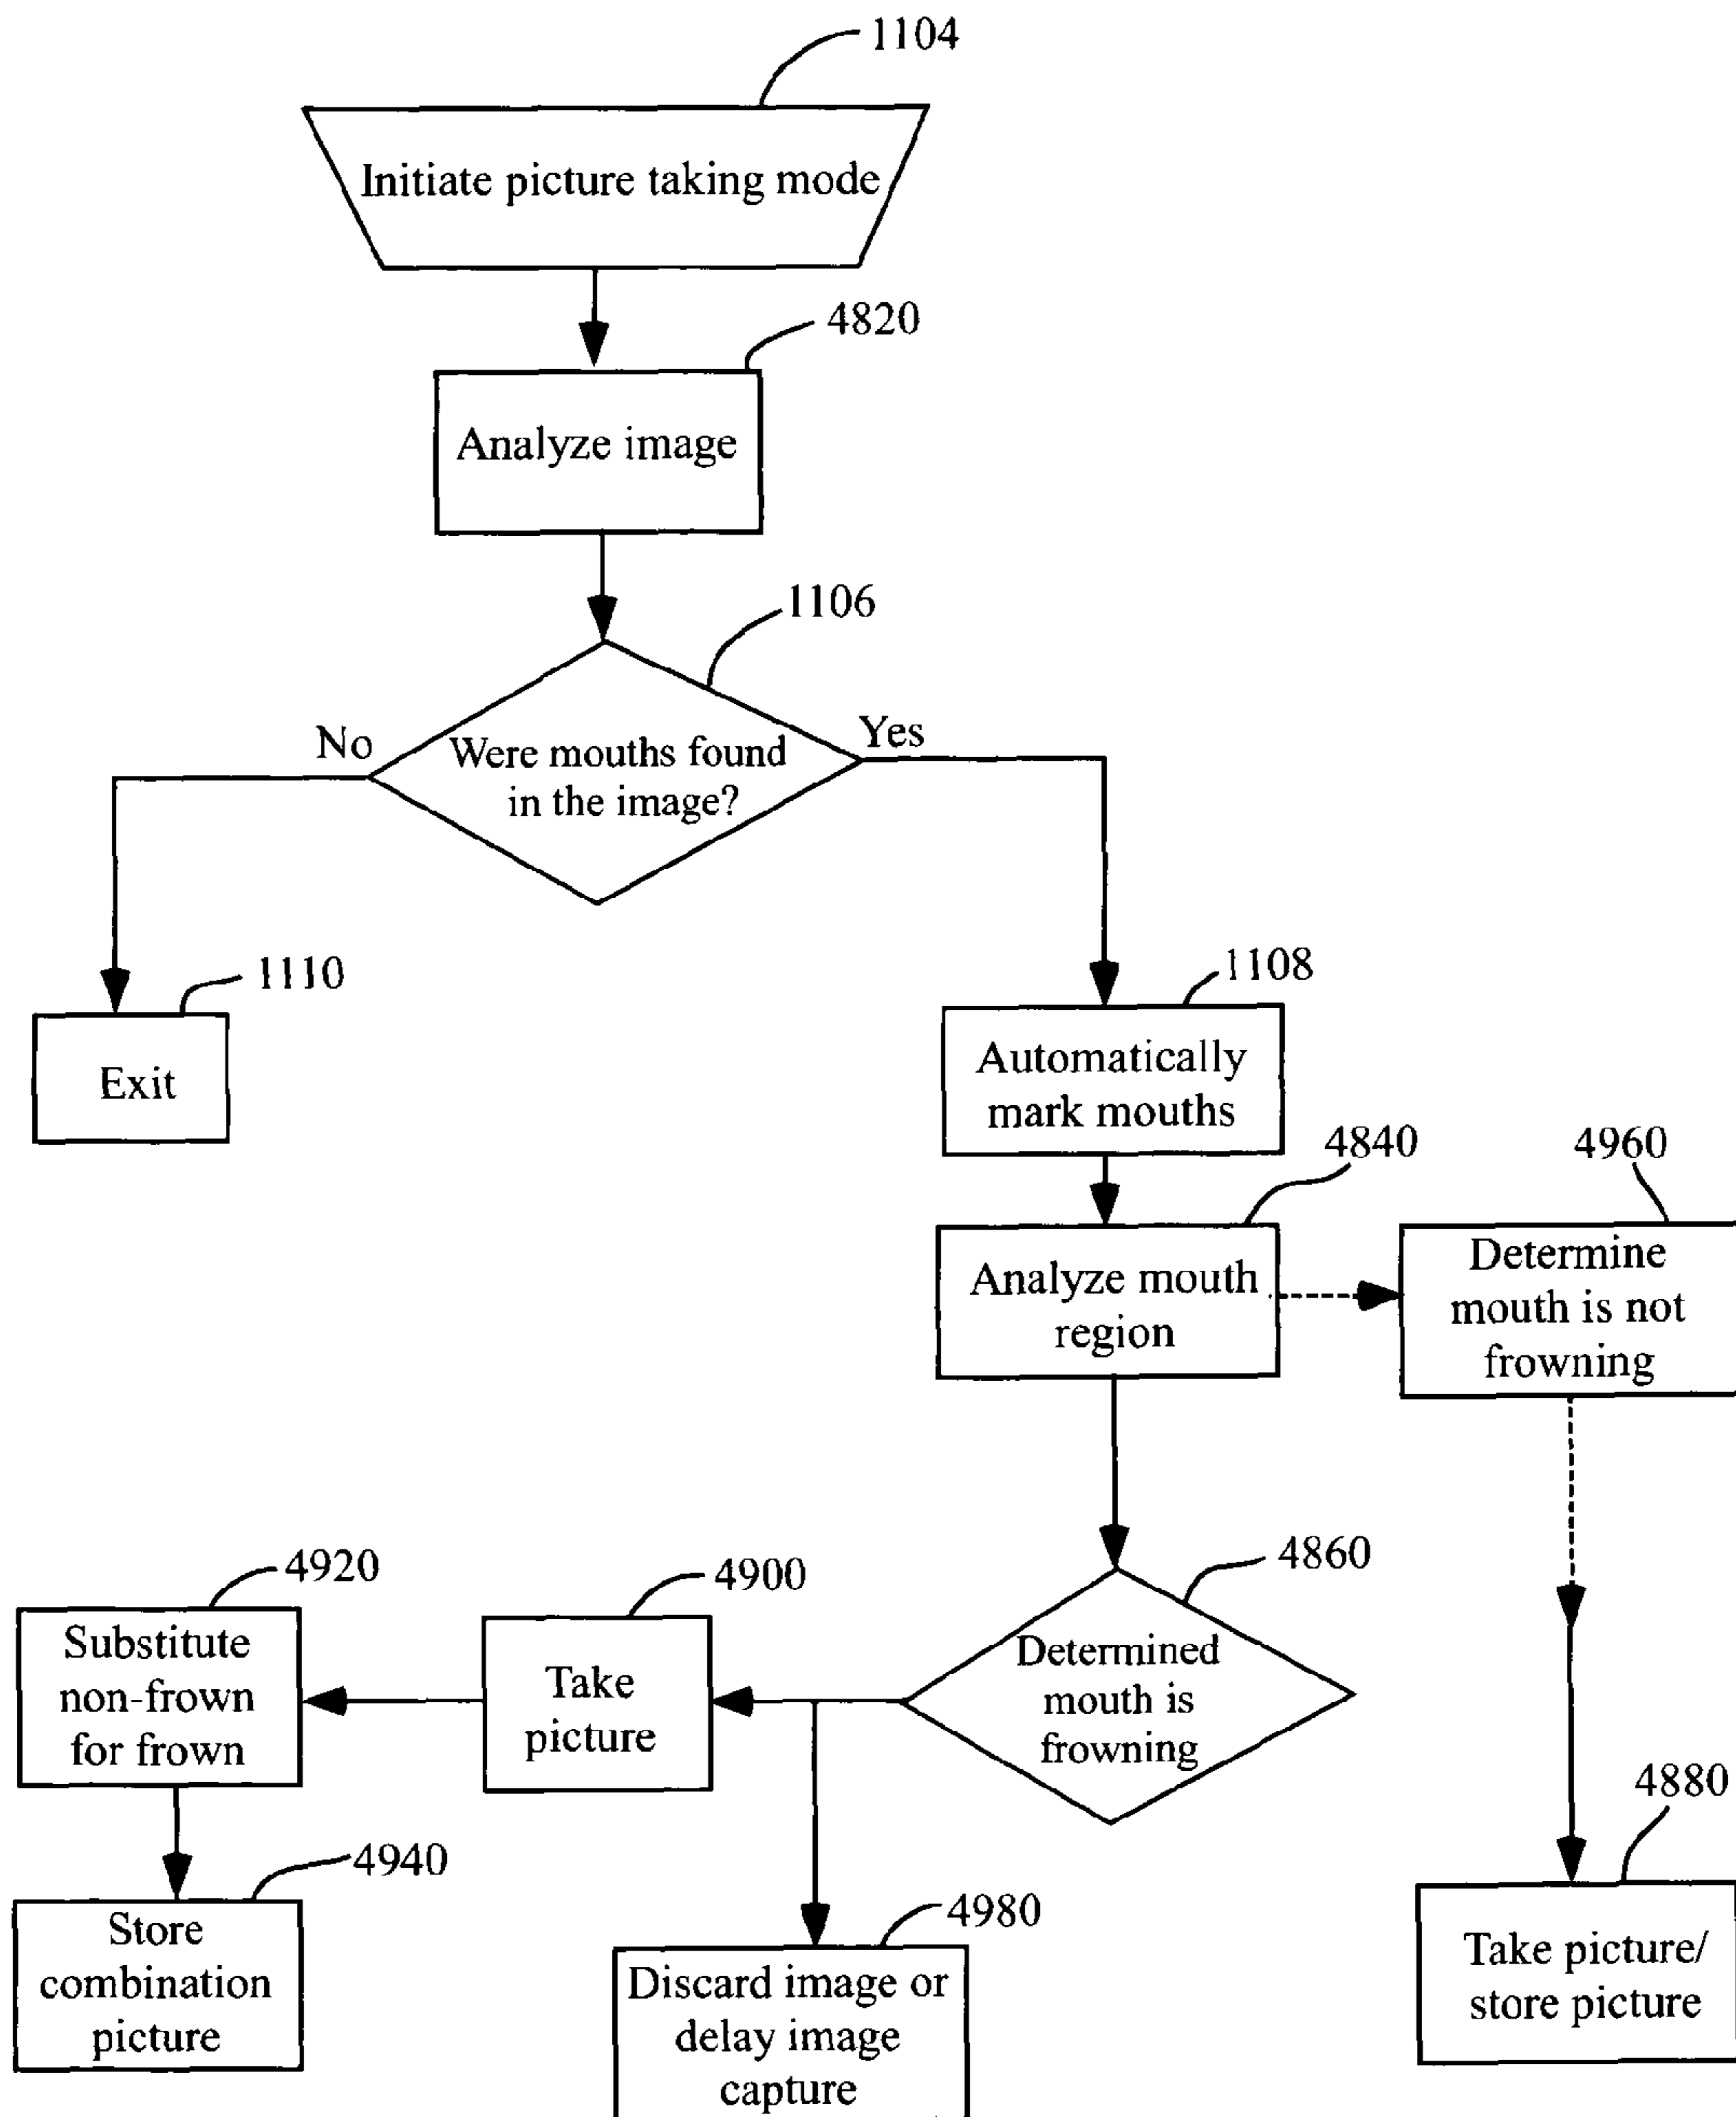 1104
Initiate picture taking mode
4820
Analyze image
1106
No
Yes
Were mouths found
in the image?
1110
Exit
1108
Automatically
mark mouths
4840
4960
Analyze mouth
region
Determine
mouth is not
frowning
4860
Determined
mouth is
frowning
4900
Take
picture
4920
Substitute
non-frown
for frown
4940
Store
combination
picture
4980
Discard image or
delay image
capture
4880
Take picture/
store picture